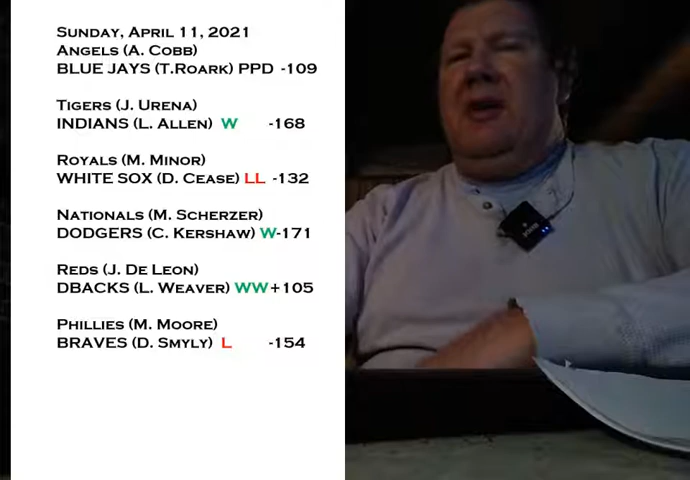 Sunday, April 11, 2021
Angels (A. Cobb)
BLUE JAYS (T.Roark) PPD -109
Tigers (J. Urena)
INDIANS (L. Allen) W -168
Royals (M. Minor)
WHITE SOX (D. Cease) LL -132
Nationals (M. Scherzer)
DODGERS (C. Kershaw) W-171
Reds (J. De Leon)
DBACKS (L. Weaver) WW+105
Phillies (M. Moore)
BRAVES (D. Smyly) L -154